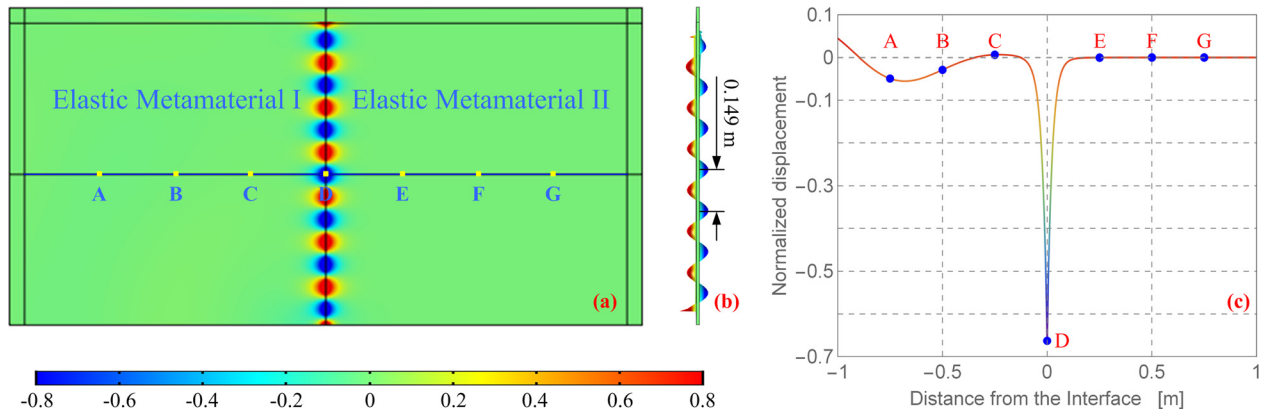 Elastic Metamaterial I
Elastic Metamaterial II
A B C D E F G
(a)
0.149 m
(b)
-0.8 -0.6 -0.4 -0.2 0 0.2 0.4 0.6 0.8
Normalized displacement
0.1
0
−0.1
−0.3
−0.5
−0.7
A B C E F G
D
(c)
−1 −0.5 0 0.5 1
Distance from the Interface [m]